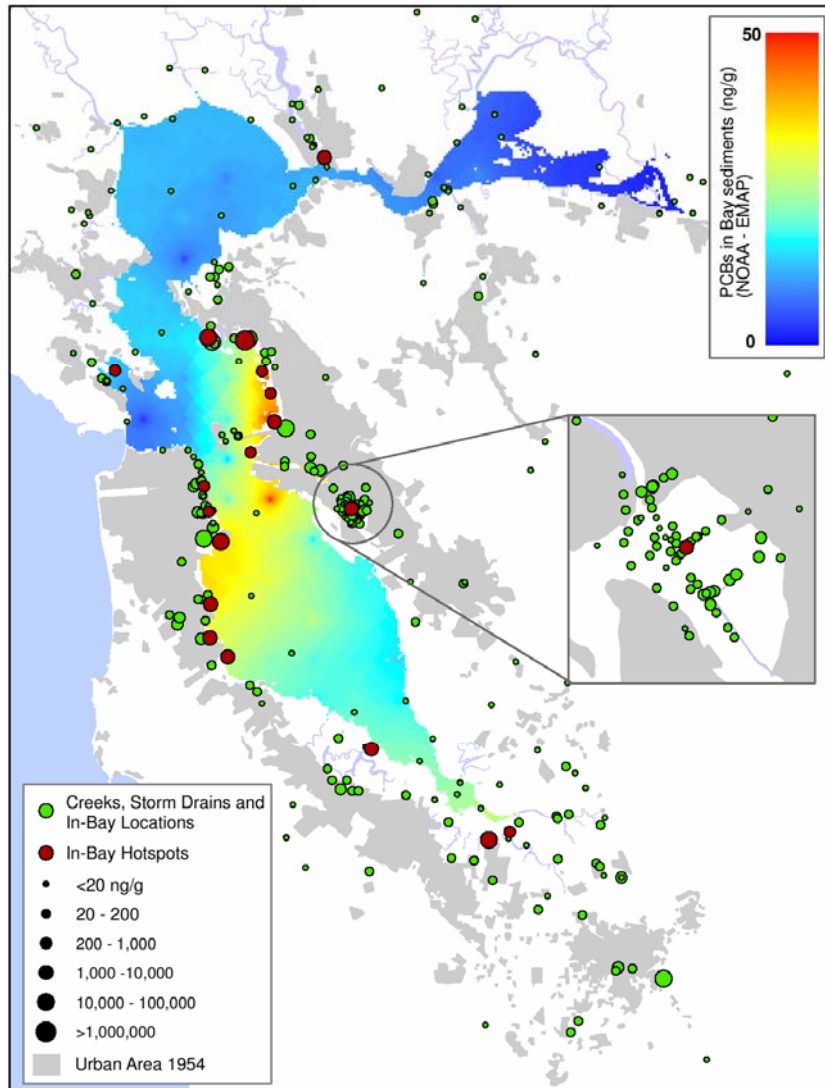 50
PCBs in Bay sediments (ng/g)
(NOAA - EMAP)
0
Creeks, Storm Drains and
In-Bay Locations
In-Bay Hotspots
<20 ng/g
20 - 200
200 - 1,000
1,000 -10,000
10,000 - 100,000
>1,000,000
Urban Area 1954